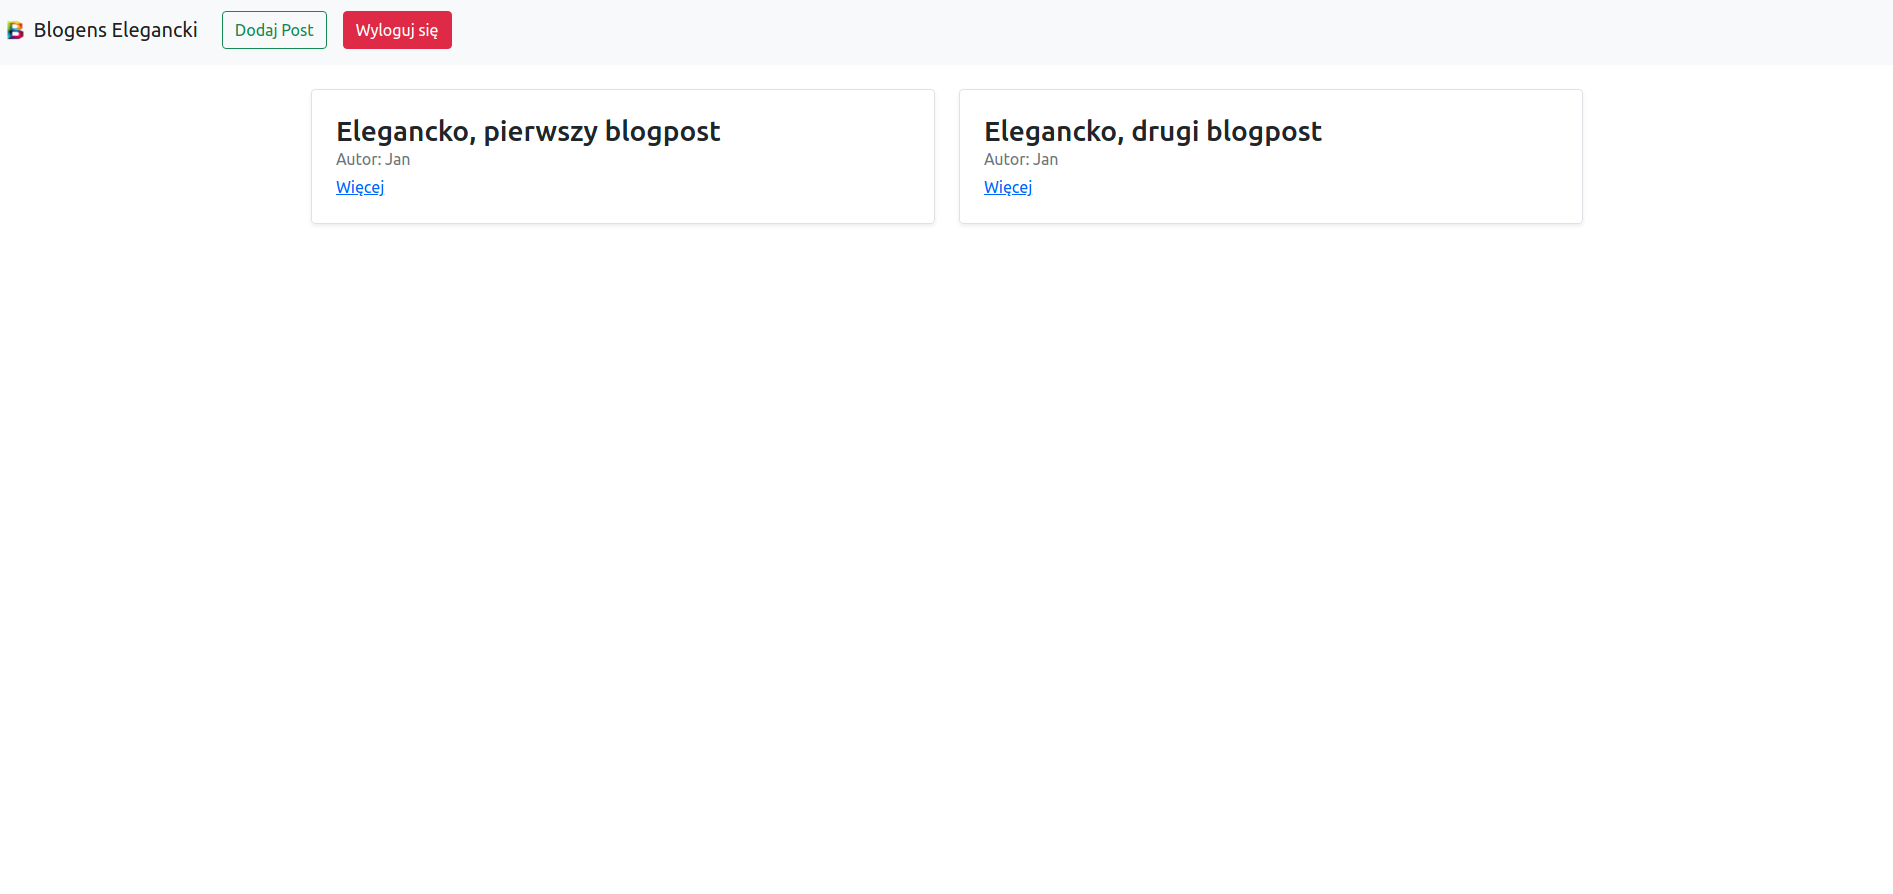 B Blogens Elegancki Dodaj Post Wyloguj się
Elegancko, pierwszy blogpost
Autor: Jan
Więcej
Elegancko, drugi blogpost
Autor: Jan
Więcej